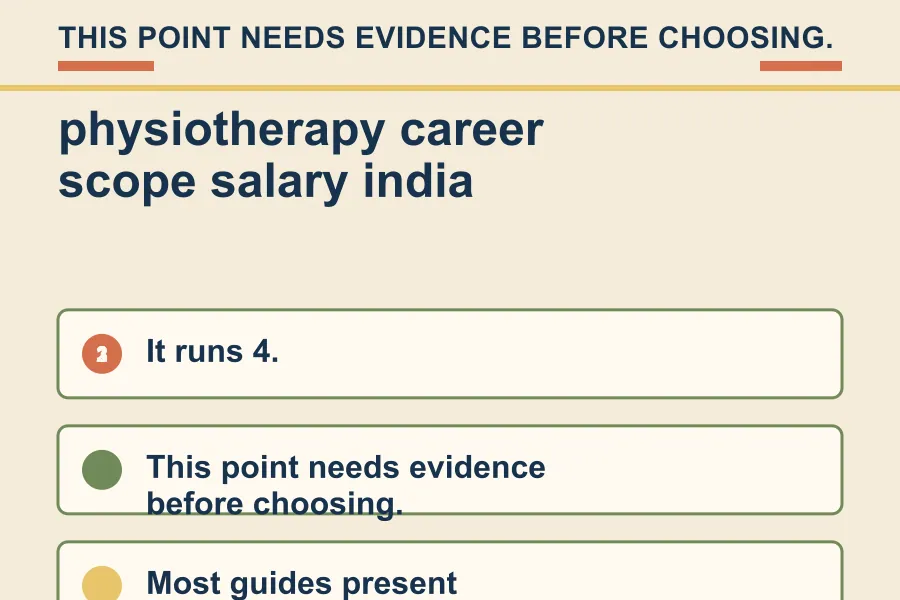 THIS POINT NEEDS EVIDENCE BEFORE CHOOSING.
physiotherapy career
scope salary india
It runs 4.
This point needs evidence
before choosing.
Most guides present